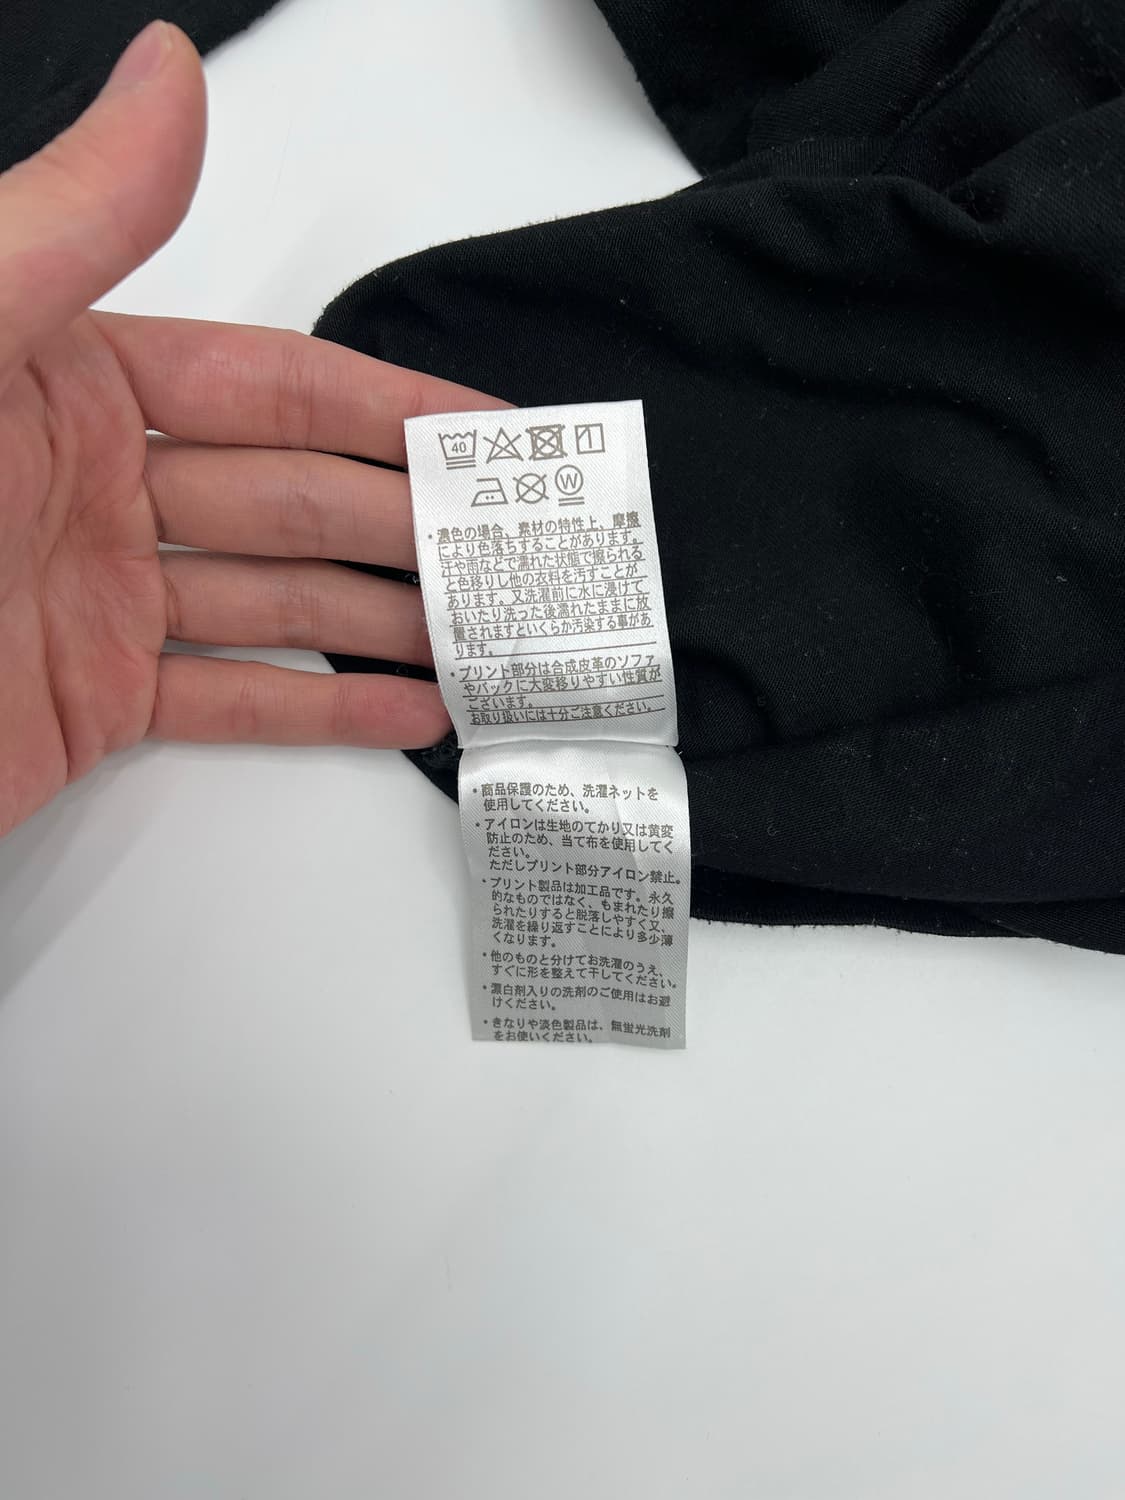 40
W
・濃色の場合、素材の特性上、摩擦
により色落ちすることがあります。
汗や雨などで濡れた状態で擦られる
と色移りし他の衣料を汚すことが
あります。又洗濯前に水に浸けて
おいたり洗った後濡れたままに放
置されますといくらか汚染する事があ
ります。
・プリント部分は合成皮革のソファ
やバックに大変移りやすい性質が
ございます。
お取り扱いには十分ご注意ください。
・商品保護のため、洗濯ネットを
使用してください。
・アイロンは生地のてかり又は黄変
防止のため、当て布を使用してく
ださい。
ただしプリント部分アイロン禁止。
・プリント製品は加工品です。永久
的なものではなく、もまれたり擦
られたりすると脱落しやすく又、
洗濯を繰り返すことにより多少薄
くなります。
・他のものと分けてお洗濯のうえ、
すぐに形を整えて干してください。
・漂白剤入りの洗剤のご使用はお避
けください。
・きなりや淡色製品は、無蛍光洗剤
をお使いください。